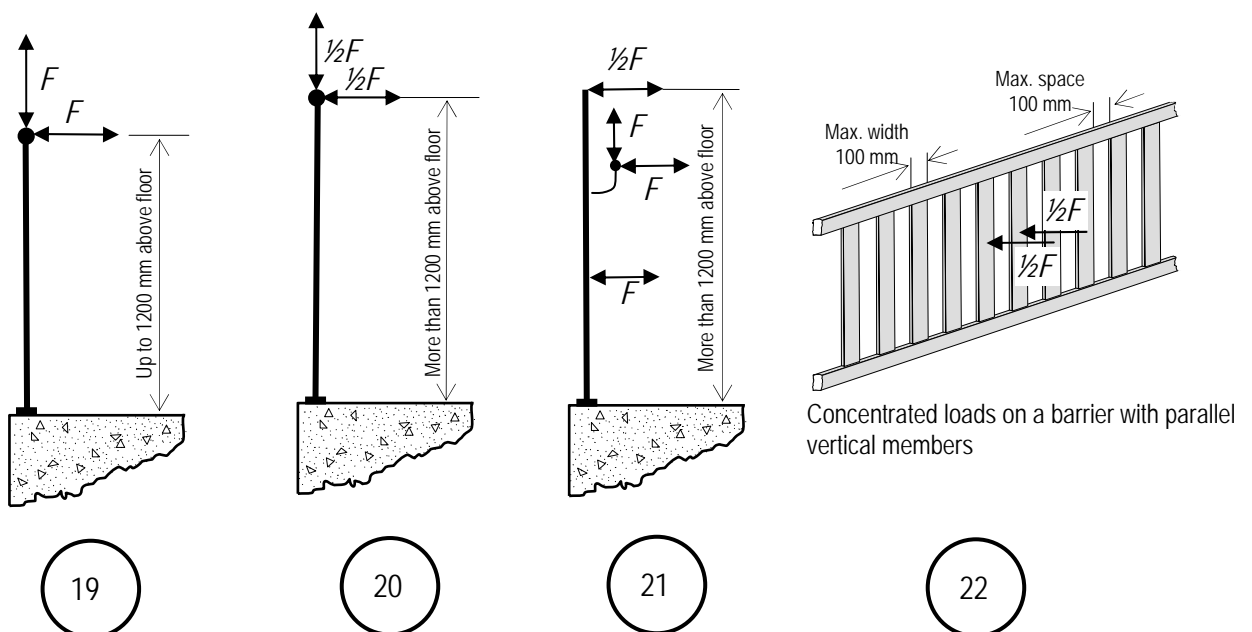 F
F
Up to 1200 mm above floor
19
½F
½F
More than 1200 mm above floor
20
½F
F
F
F
More than 1200 mm above floor
21
Max. space
100 mm
Max. width
100 mm
½F
½F
Concentrated loads on a barrier with parallel
vertical members
22